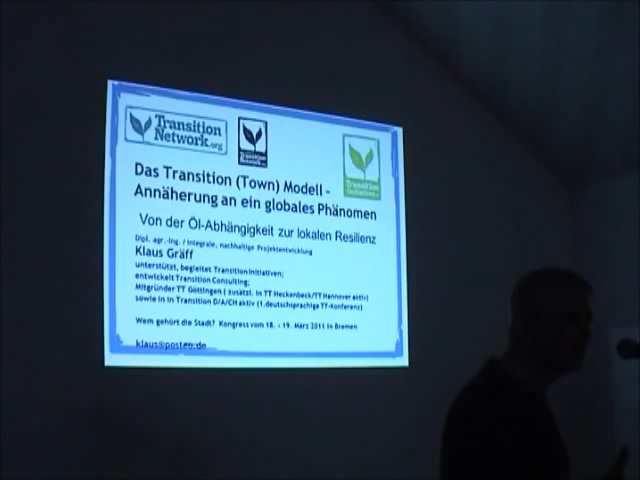 Transition
Network.org
Transition
Network.org
Transition
Initiatives
Das Transition (Town) Modell -
Annäherung an ein globales Phänomen
Von der Öl-Abhängigkeit zur lokalen Resilienz
Dipl. agr.-ing. / integrale, nachhaltige Projektentwicklung
Klaus Gräff
unterstützt, begleitet Transition Initiativen;
entwickelt Transition Consulting;
Mitgründer TT Göttingen ( zusätzl. in TT Heckenbeck/TT Hannover aktiv)
sowie in in Transition D/A/CH aktiv (1.deutschsprachige TT-Konferenz)
Wem gehört die Stadt? Kongress vom 18. - 19. März 2011 in Bremen
klaus@posteo.de